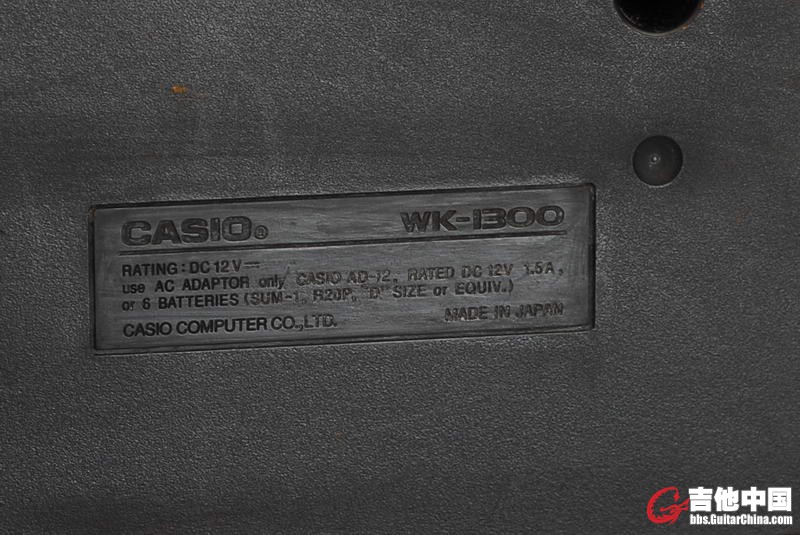 CASIO® WK-1300
RATING: DC 12V⎓
use AC ADAPTOR only CASIO AD-12, RATED DC 12V 1.5A,
or 8 BATTERIES (SUM-1, R20P, "D" SIZE or EQUIV.)
CASIO COMPUTER CO.,LTD. MADE IN JAPAN
吉他中国
bbs.GuitarChina.com